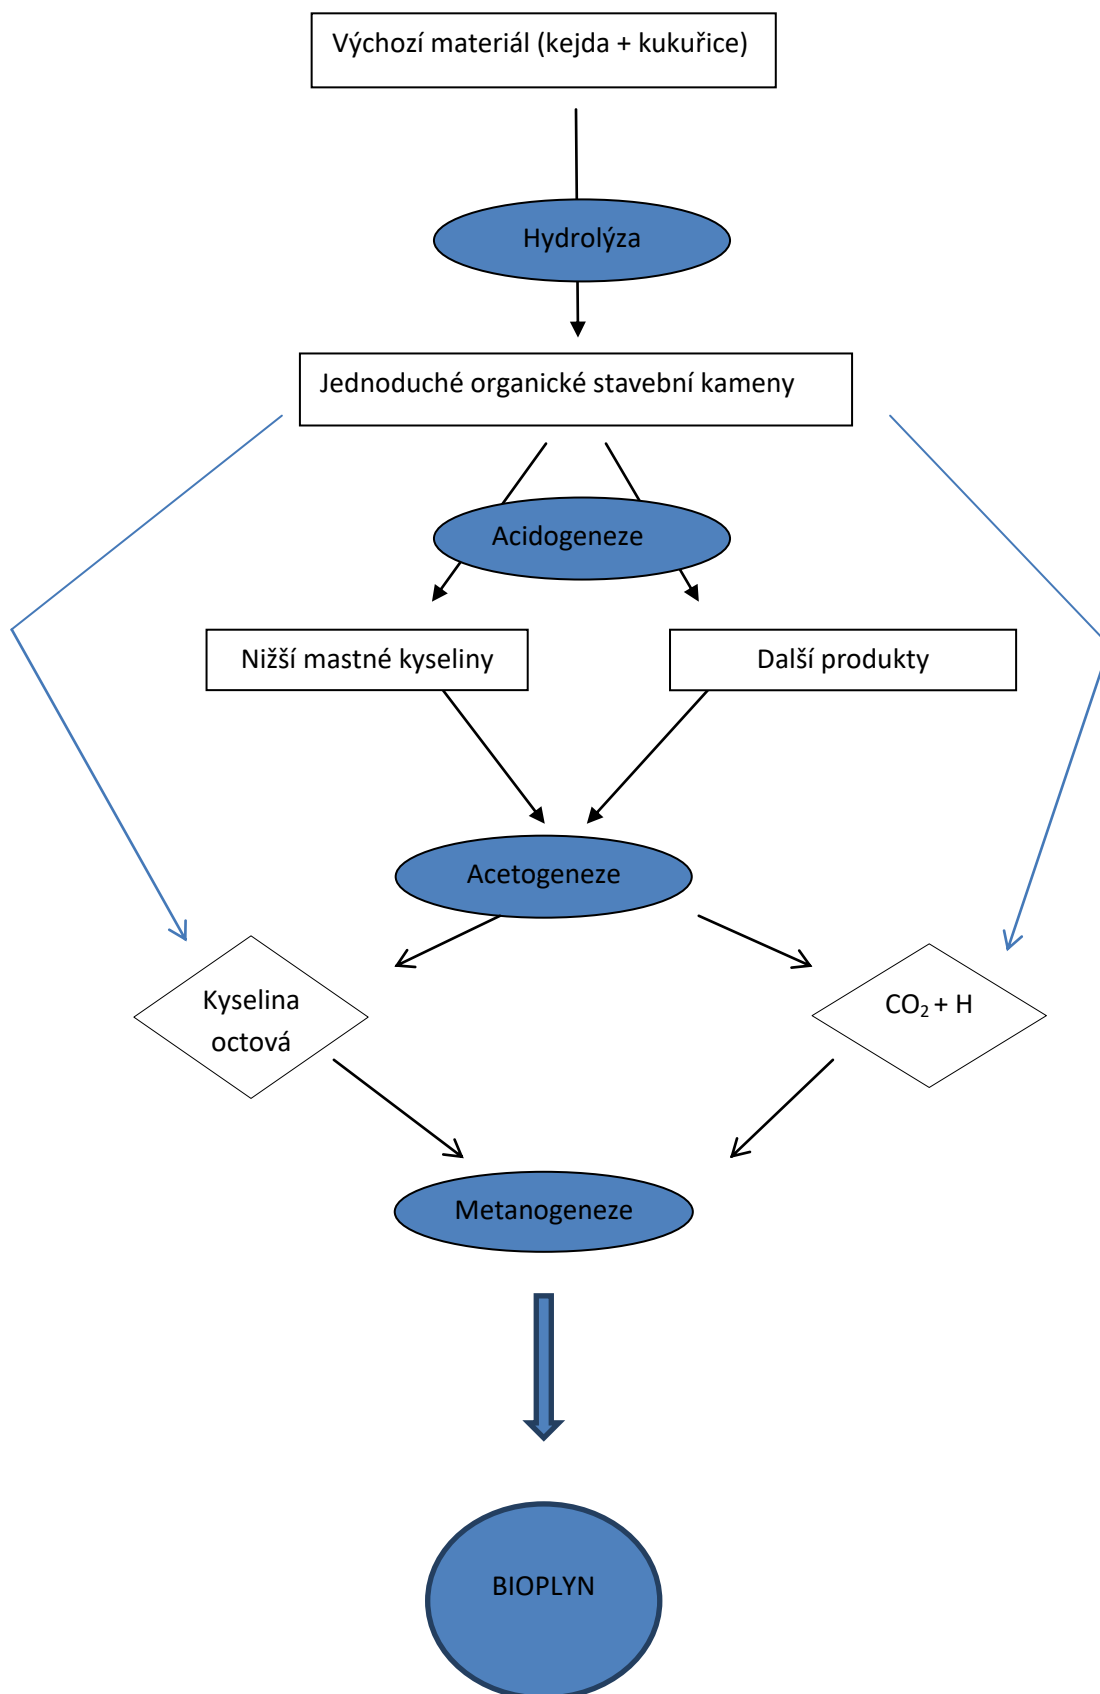 Výchozí materiál (kejda + kukuřice)
Hydrolýza
Jednoduché organické stavební kameny
Acidogeneze
Nižší mastné kyseliny
Další produkty
Acetogeneze
Kyselina
octová
CO₂ + H
Metanogeneze
BIOPLYN